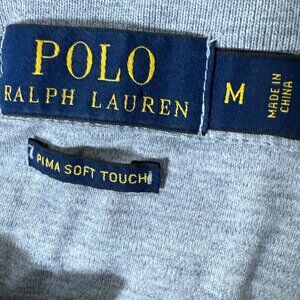 POLO
RALPH LAUREN
M
MADE IN
CHINA
PIMA SOFT TOUCH